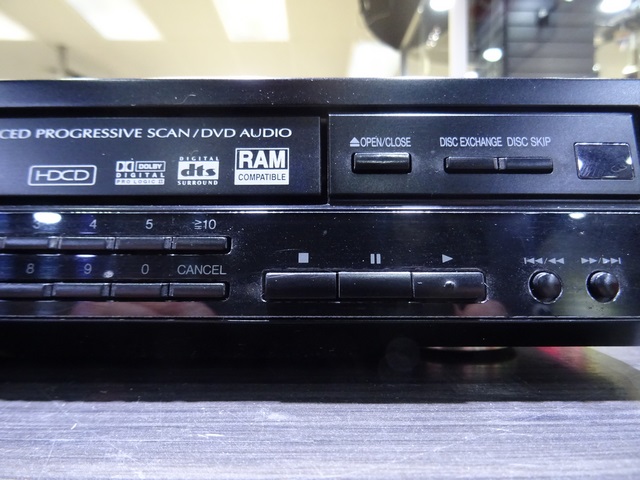 CED PROGRESSIVE SCAN/DVD AUDIO
▲OPEN/CLOSE DISC EXCHANGE DISC SKIP
HDCD
DOLBY
DIGITAL
PRO LOGIC II
DIGITAL
dts
SURROUND
RAM
COMPATIBLE
3 4 5 ≥10
8 9 0 CANCEL